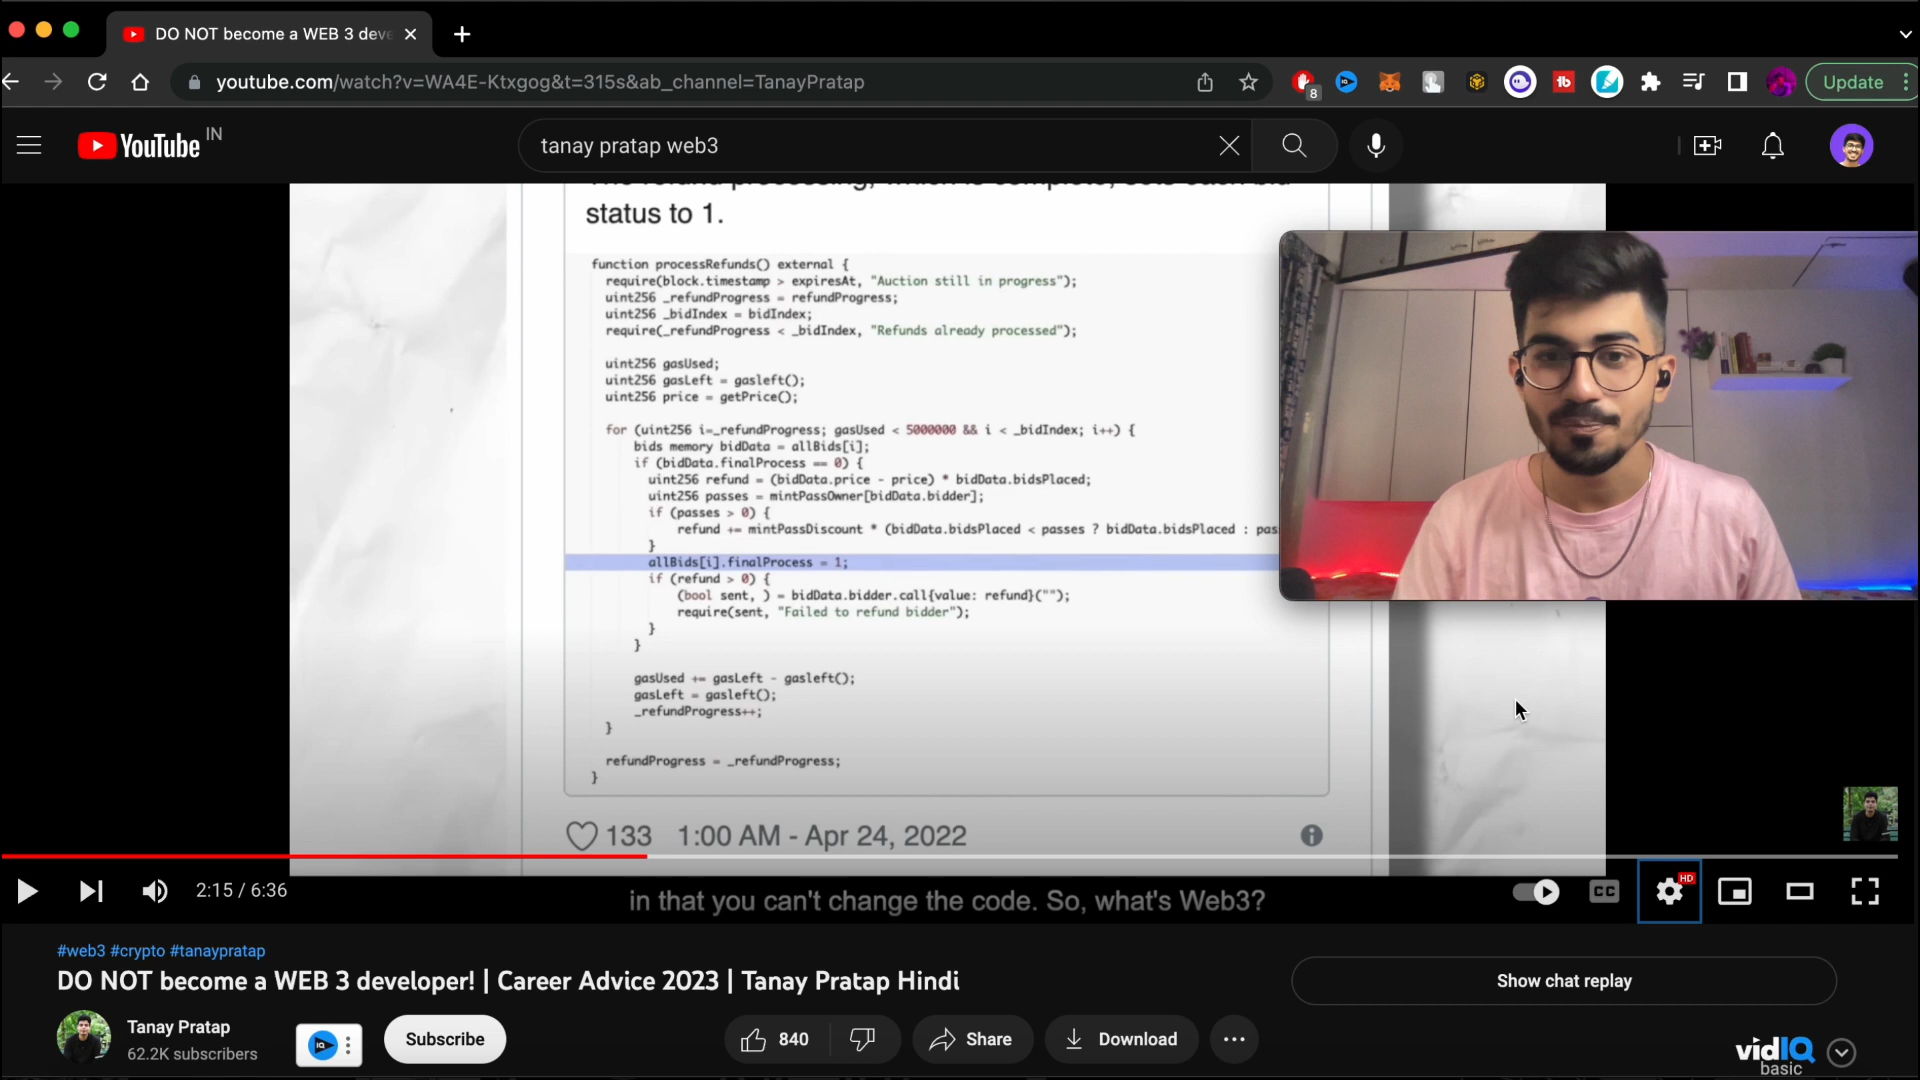 DO NOT become a WEB 3 deve
youtube.com/watch?v=WA4E-Ktxgog&t=315s&ab_channel=TanayPratap
8
Update
YouTube IN
tanay pratap web3
status to 1.
function processRefunds() external {
require(block.timestamp > expiresAt, "Auction still in progress");
uint256 _refundProgress = refundProgress;
uint256 _bidIndex = bidIndex;
require(_refundProgress < _bidIndex, "Refunds already processed");
uint256 gasUsed;
uint256 gasLeft = gasleft();
uint256 price = getPrice();
for (uint256 i=_refundProgress; gasUsed < 5000000 && i < _bidIndex; i++) {
bids memory bidData = allBids[i];
if (bidData.finalProcess == 0) {
uint256 refund = (bidData.price - price) * bidData.bidsPlaced;
uint256 passes = mintPassOwner[bidData.bidder];
if (passes > 0) {
refund += mintPassDiscount * (bidData.bidsPlaced < passes ? bidData.bidsPlaced : pas
}
allBids[i].finalProcess = 1;
if (refund > 0) {
(bool sent, ) = bidData.bidder.call{value: refund}("");
require(sent, "Failed to refund bidder");
}
}
gasUsed += gasLeft - gasleft();
gasLeft = gasleft();
_refundProgress++;
}
refundProgress = _refundProgress;
}
133 1:00 AM - Apr 24, 2022
2:15 / 6:36
in that you can't change the code. So, what's Web3?
CC
HD
#web3 #crypto #tanaypratap
DO NOT become a WEB 3 developer! | Career Advice 2023 | Tanay Pratap Hindi
Show chat replay
Tanay Pratap
62.2K subscribers
IQ
Subscribe
840
Share
Download
vidIQ
basic